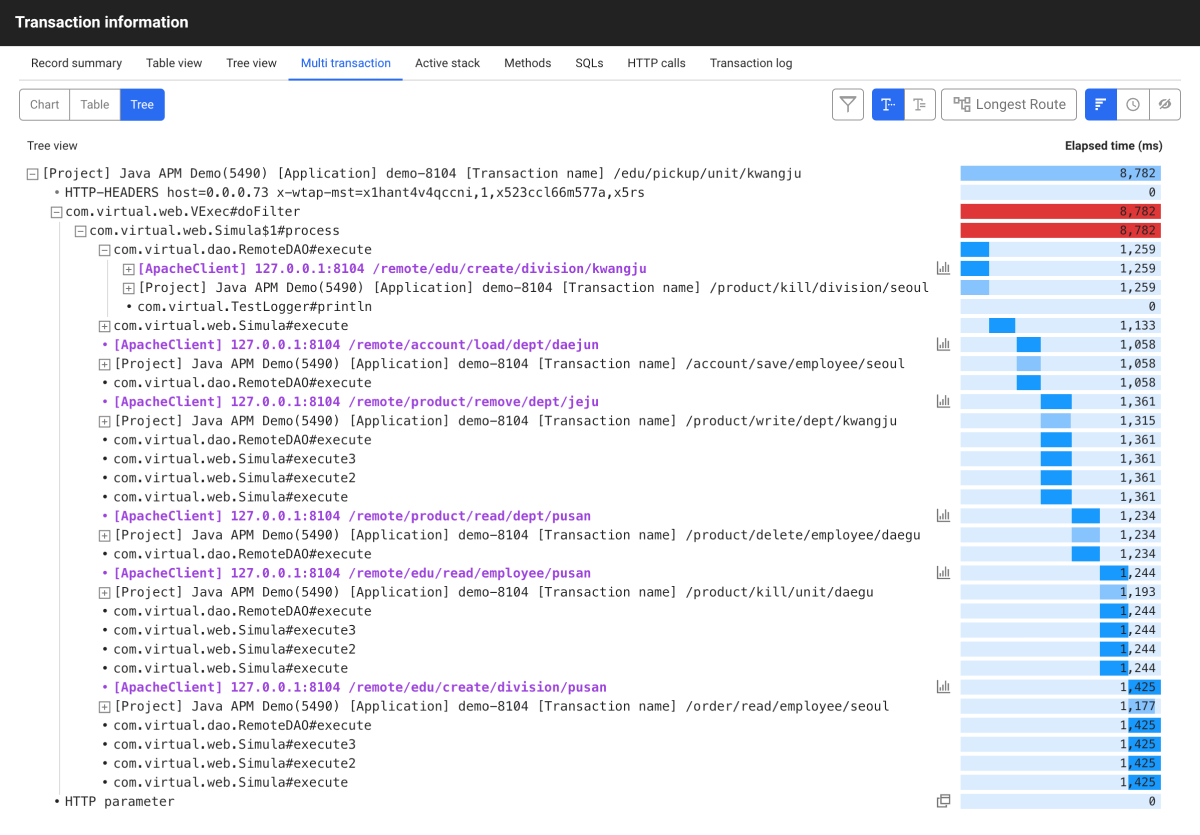 Transaction information
Record summary Table view Tree view Multi transaction Active stack Methods SQLs HTTP calls Transaction log
Chart Table Tree T T Longest Route
Tree view Elapsed time (ms)
[Project] Java APM Demo(5490) [Application] demo-8104 [Transaction name] /edu/pickup/unit/kwangju 8,782
HTTP-HEADERS host=0.0.0.73 x-wtap-mst=x1hant4v4qccni,1,x523ccl66m577a,x5rs 0
com.virtual.web.VExec#doFilter 8,782
com.virtual.web.Simula$1#process 8,782
com.virtual.dao.RemoteDAO#execute 1,259
[ApacheClient] 127.0.0.1:8104 /remote/edu/create/division/kwangju 1,259
[Project] Java APM Demo(5490) [Application] demo-8104 [Transaction name] /product/kill/division/seoul 1,259
com.virtual.TestLogger#println 0
com.virtual.web.Simula#execute 1,133
[ApacheClient] 127.0.0.1:8104 /remote/account/load/dept/daejun 1,058
[Project] Java APM Demo(5490) [Application] demo-8104 [Transaction name] /account/save/employee/seoul 1,058
com.virtual.dao.RemoteDAO#execute 1,058
[ApacheClient] 127.0.0.1:8104 /remote/product/remove/dept/jeju 1,361
[Project] Java APM Demo(5490) [Application] demo-8104 [Transaction name] /product/write/dept/kwangju 1,315
com.virtual.dao.RemoteDAO#execute 1,361
com.virtual.web.Simula#execute3 1,361
com.virtual.web.Simula#execute2 1,361
com.virtual.web.Simula#execute 1,361
[ApacheClient] 127.0.0.1:8104 /remote/product/read/dept/pusan 1,234
[Project] Java APM Demo(5490) [Application] demo-8104 [Transaction name] /product/delete/employee/daegu 1,234
com.virtual.dao.RemoteDAO#execute 1,234
[ApacheClient] 127.0.0.1:8104 /remote/edu/read/employee/pusan 1,244
[Project] Java APM Demo(5490) [Application] demo-8104 [Transaction name] /product/kill/unit/daegu 1,193
com.virtual.dao.RemoteDAO#execute 1,244
com.virtual.web.Simula#execute3 1,244
com.virtual.web.Simula#execute2 1,244
com.virtual.web.Simula#execute 1,244
[ApacheClient] 127.0.0.1:8104 /remote/edu/create/division/pusan 1,425
[Project] Java APM Demo(5490) [Application] demo-8104 [Transaction name] /order/read/employee/seoul 1,177
com.virtual.dao.RemoteDAO#execute 1,425
com.virtual.web.Simula#execute3 1,425
com.virtual.web.Simula#execute2 1,425
com.virtual.web.Simula#execute 1,425
HTTP parameter 0